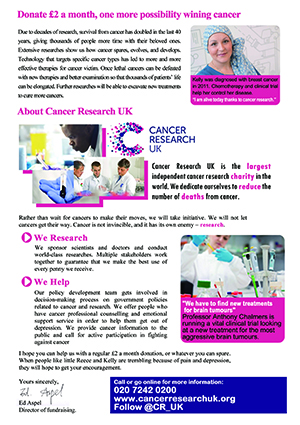 Donate £2 a month, one more possibility wining cancer
Due to decades of research, survival from cancer has doubled in the last 40
years, giving thousands of people more time with their beloved ones.
Extensive researches show us how cancer spreads, evolves, and develops.
Technology that targets specific cancer types has led to more and more
effective therapies for cancer victim. Once lethal cancers can be defeated
with new therapies and better examination so that thousands of patients' life
can be elongated. Further researches will be able to excavate new treatments
to cure more cancers.
Kelly was diagnosed with breast cancer
in 2011. Chemotherapy and clinical trial
help her control her disease.
"I am alive today thanks to cancer research."
About Cancer Research UK
CANCER
RESEARCH
UK
Cancer Research UK is the largest
independent cancer research charity in the
world. We dedicate ourselves to reduce the
number of deaths from cancer.
Rather than wait for cancers to make their moves, we will take initiative. We will not let
cancers get their way. Cancer is not invincible, and it has its own enemy – research.
We Research
We sponsor scientists and doctors and conduct
world-class researches. Multiple stakeholders work
together to guarantee that we make the best use of
every penny we receive.
We Help
Our policy development team gets involved in
decision-making process on government policies
related to cancer and research. We offer people who
have cancer professional counselling and emotional
support service in order to help them get out of
depression. We provide cancer information to the
public and call for active participation in fighting
against cancer
"We have to find new treatments
for brain tumours"
Professor Anthony Chalmers is
running a vital clinical trial looking
at a new treatment for the most
aggressive brain tumours.
I hope you can help us with a regular £2 a month donation, or whatever you can spare.
When people like little Reece and Kelly are trembling because of pain and depression,
they will hope to get your encouragement.
Yours sincerely,
Ed Aspel
Ed Aspel
Director of fundraising.
Call or go online for more information:
020 7242 0200
www.cancerresearchuk.org
Follow @CR_UK